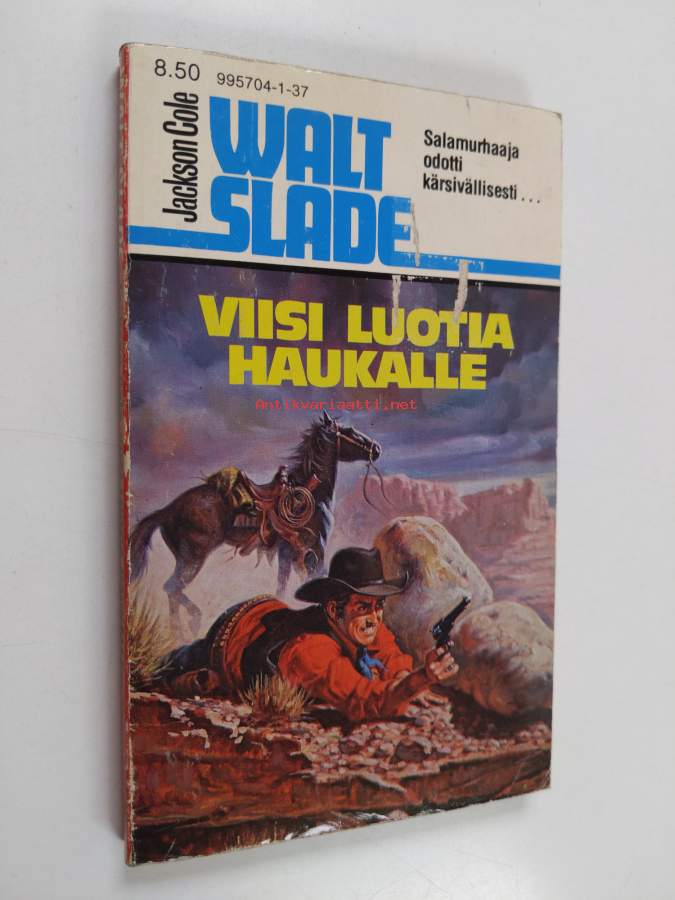 8.50 995704-1-37
Jackson Cole
WALT
SLADE
Salamurhaaja
odotti
kärsivällisesti...
VIISI LUOTIA
HAUKALLE
Antikvariaatti.net